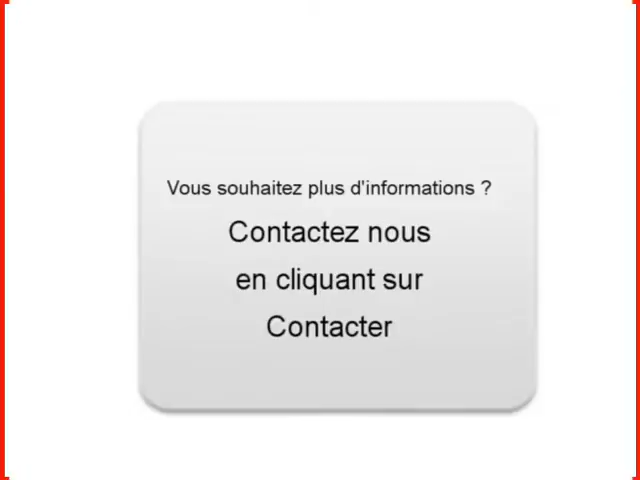 Vous souhaitez plus d'informations ?
Contactez nous
en cliquant sur
Contacter